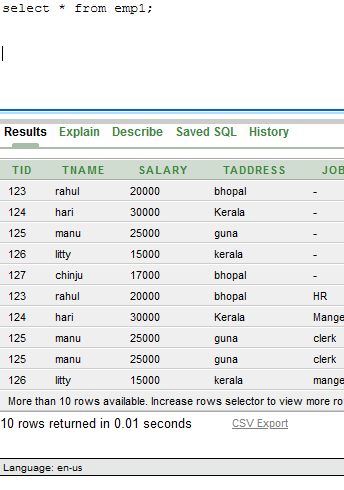 select * from emp1;
Results Explain Describe Saved SQL History
TID TNAME SALARY TADDRESS JOB
123 rahul 20000 bhopal -
124 hari 30000 Kerala -
125 manu 25000 guna -
126 litty 15000 kerala -
127 chinju 17000 bhopal -
123 rahul 20000 bhopal HR
124 hari 30000 Kerala Mange
125 manu 25000 guna clerk
125 manu 25000 guna clerk
126 litty 15000 kerala mange
More than 10 rows available. Increase rows selector to view more ro
10 rows returned in 0.01 seconds CSV Export
Language: en-us